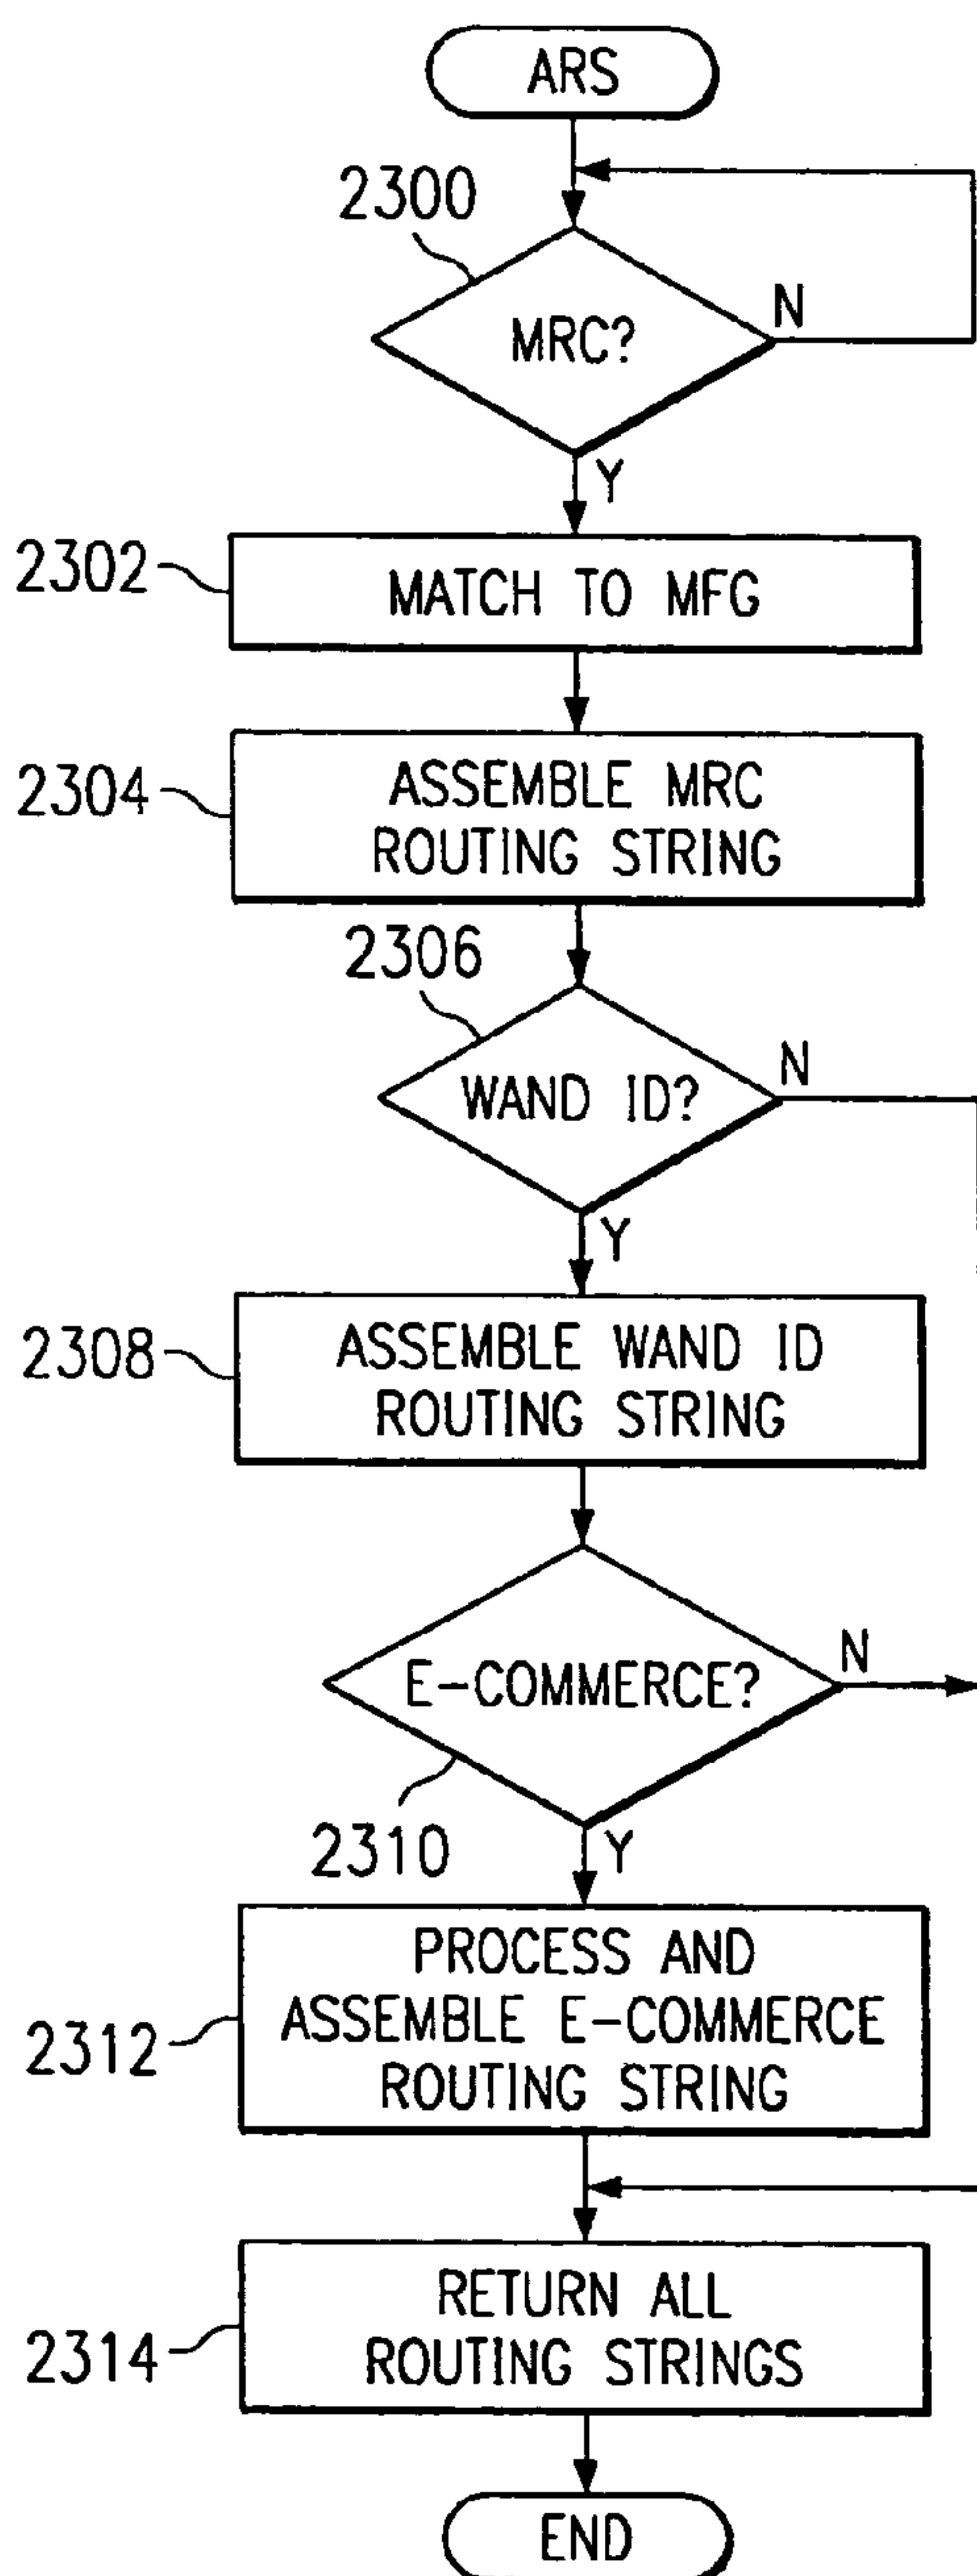 ARS
2300
MRC?
N
Y
2302
MATCH TO MFG
2304
ASSEMBLE MRC
ROUTING STRING
2306
WAND ID?
N
Y
2308
ASSEMBLE WAND ID
ROUTING STRING
E-COMMERCE?
N
2310
Y
2312
PROCESS AND
ASSEMBLE E-COMMERCE
ROUTING STRING
2314
RETURN ALL
ROUTING STRINGS
END